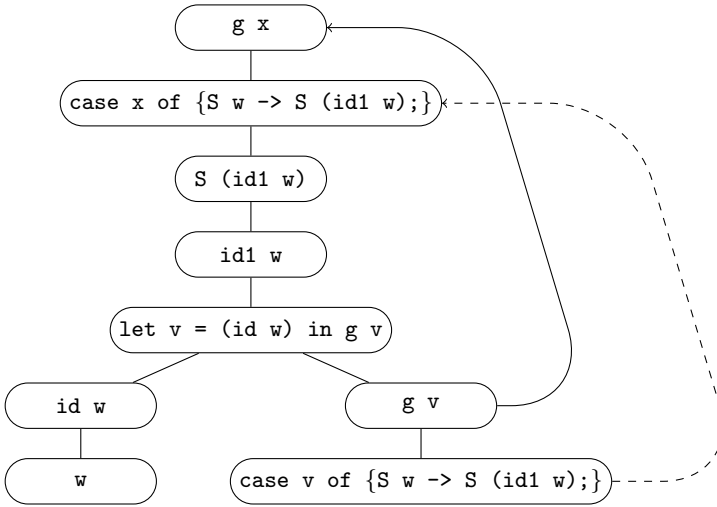 g x
case x of {S w -> S (id1 w);}
S (id1 w)
id1 w
let v = (id w) in g v
id w
g v
w
case v of {S w -> S (id1 w);}